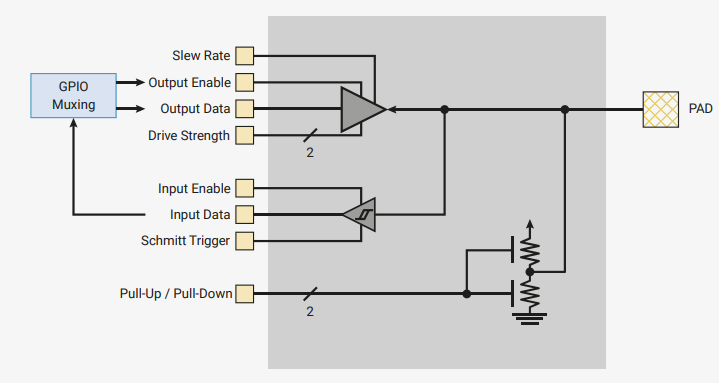 Slew Rate
GPIO
Muxing
Output Enable
Output Data
PAD
Drive Strength
2
Input Enable
Input Data
Schmitt Trigger
Pull-Up / Pull-Down
2